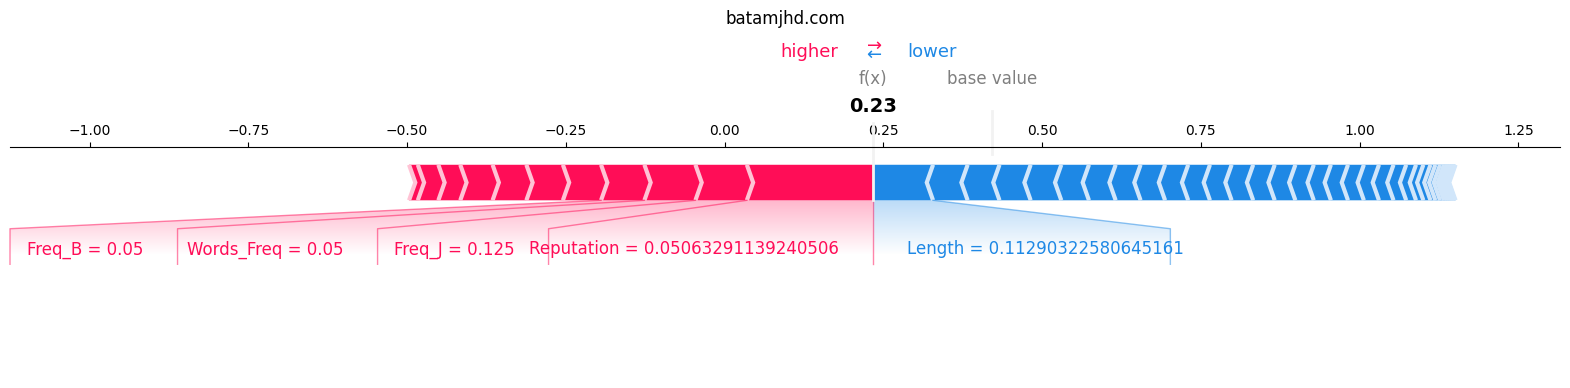 batamjhd.com
higher → ← lower
f(x) base value
0.23
−1.00 −0.75 −0.50 −0.25 0.00 0.25 0.50 0.75 1.00 1.25
Freq_B = 0.05 Words_Freq = 0.05 Freq_J = 0.125 Reputation = 0.05063291139240506 Length = 0.11290322580645161